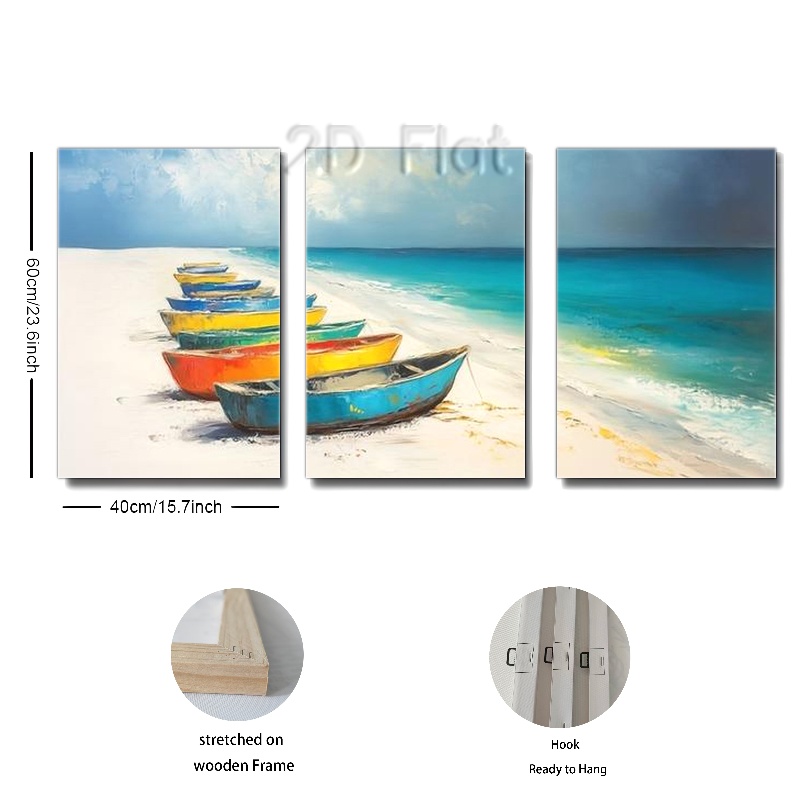 2D Flat
60cm/23.6inch
40cm/15.7inch
stretched on
wooden Frame
Hook
Ready to Hang